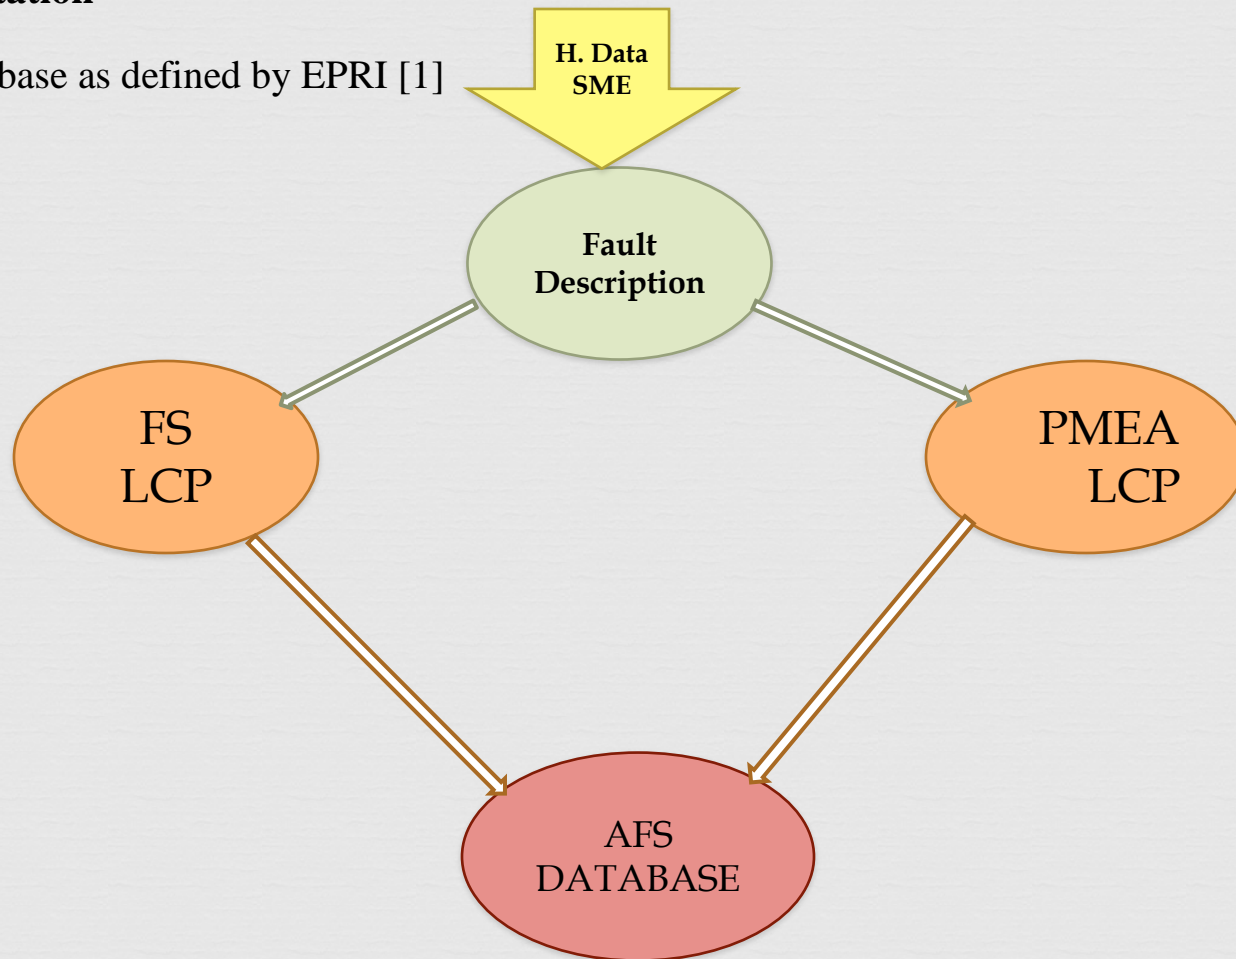 base as defined by EPRI [1]
H. Data
SME
Fault
Description
FS
LCP
PMEA
LCP
AFS
DATABASE